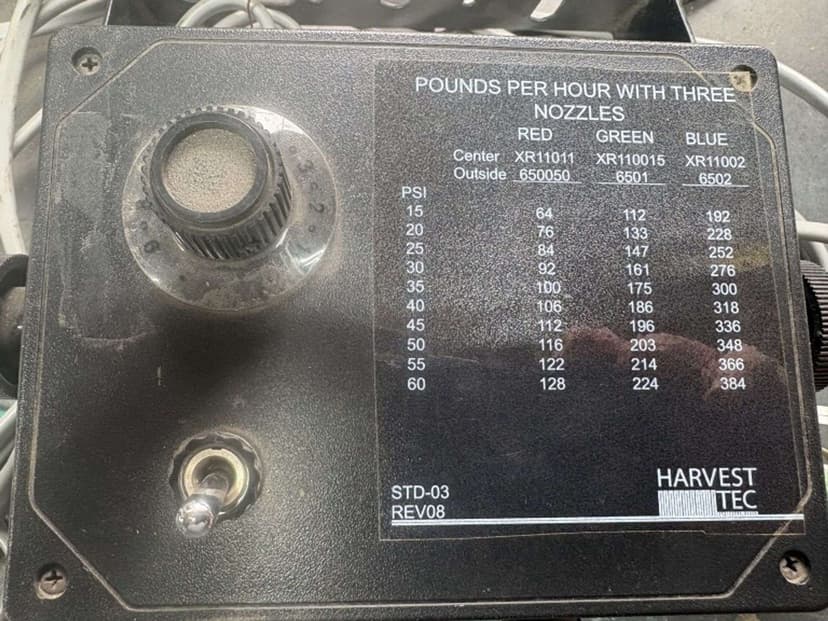 POUNDS PER HOUR WITH THREE
NOZZLES
RED GREEN BLUE
Center XR11011 XR110015 XR11002
Outside 650050 6501 6502
PSI
15 64 112 192
20 76 133 228
25 84 147 252
30 92 161 276
35 100 175 300
40 106 186 318
45 112 196 336
50 116 203 348
55 122 214 366
60 128 224 384
HARVEST
TEC
STD-03
REV08
3
2